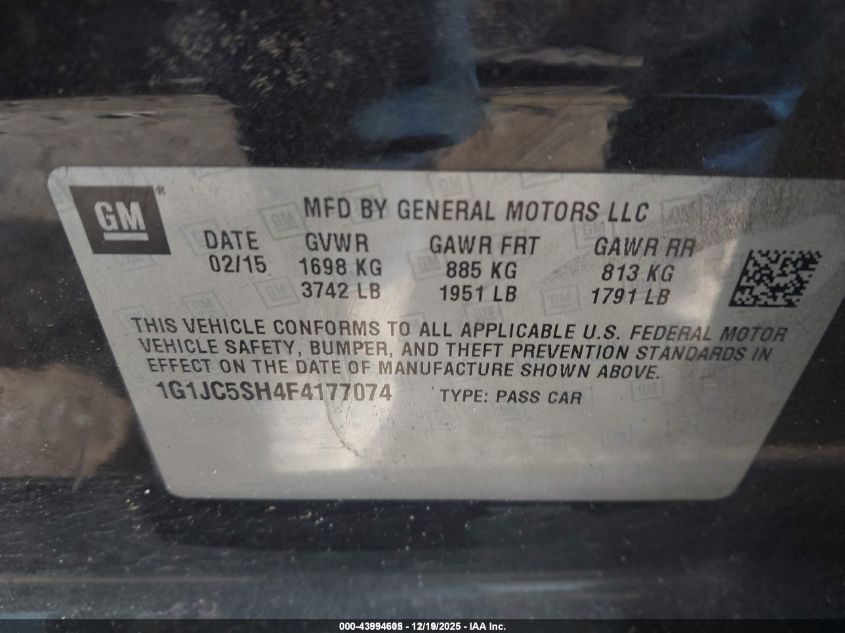 GM ®
MFD BY GENERAL MOTORS LLC
DATE GVWR GAWR FRT GAWR RR
02/15 1698 KG 885 KG 813 KG
3742 LB 1951 LB 1791 LB
THIS VEHICLE CONFORMS TO ALL APPLICABLE U.S. FEDERAL MOTOR
VEHICLE SAFETY, BUMPER, AND THEFT PREVENTION STANDARDS IN
EFFECT ON THE DATE OF MANUFACTURE SHOWN ABOVE.
1G1JC5SH4F4177074 TYPE: PASS CAR
000-43994605 - 12/19/2025 - IAA Inc.